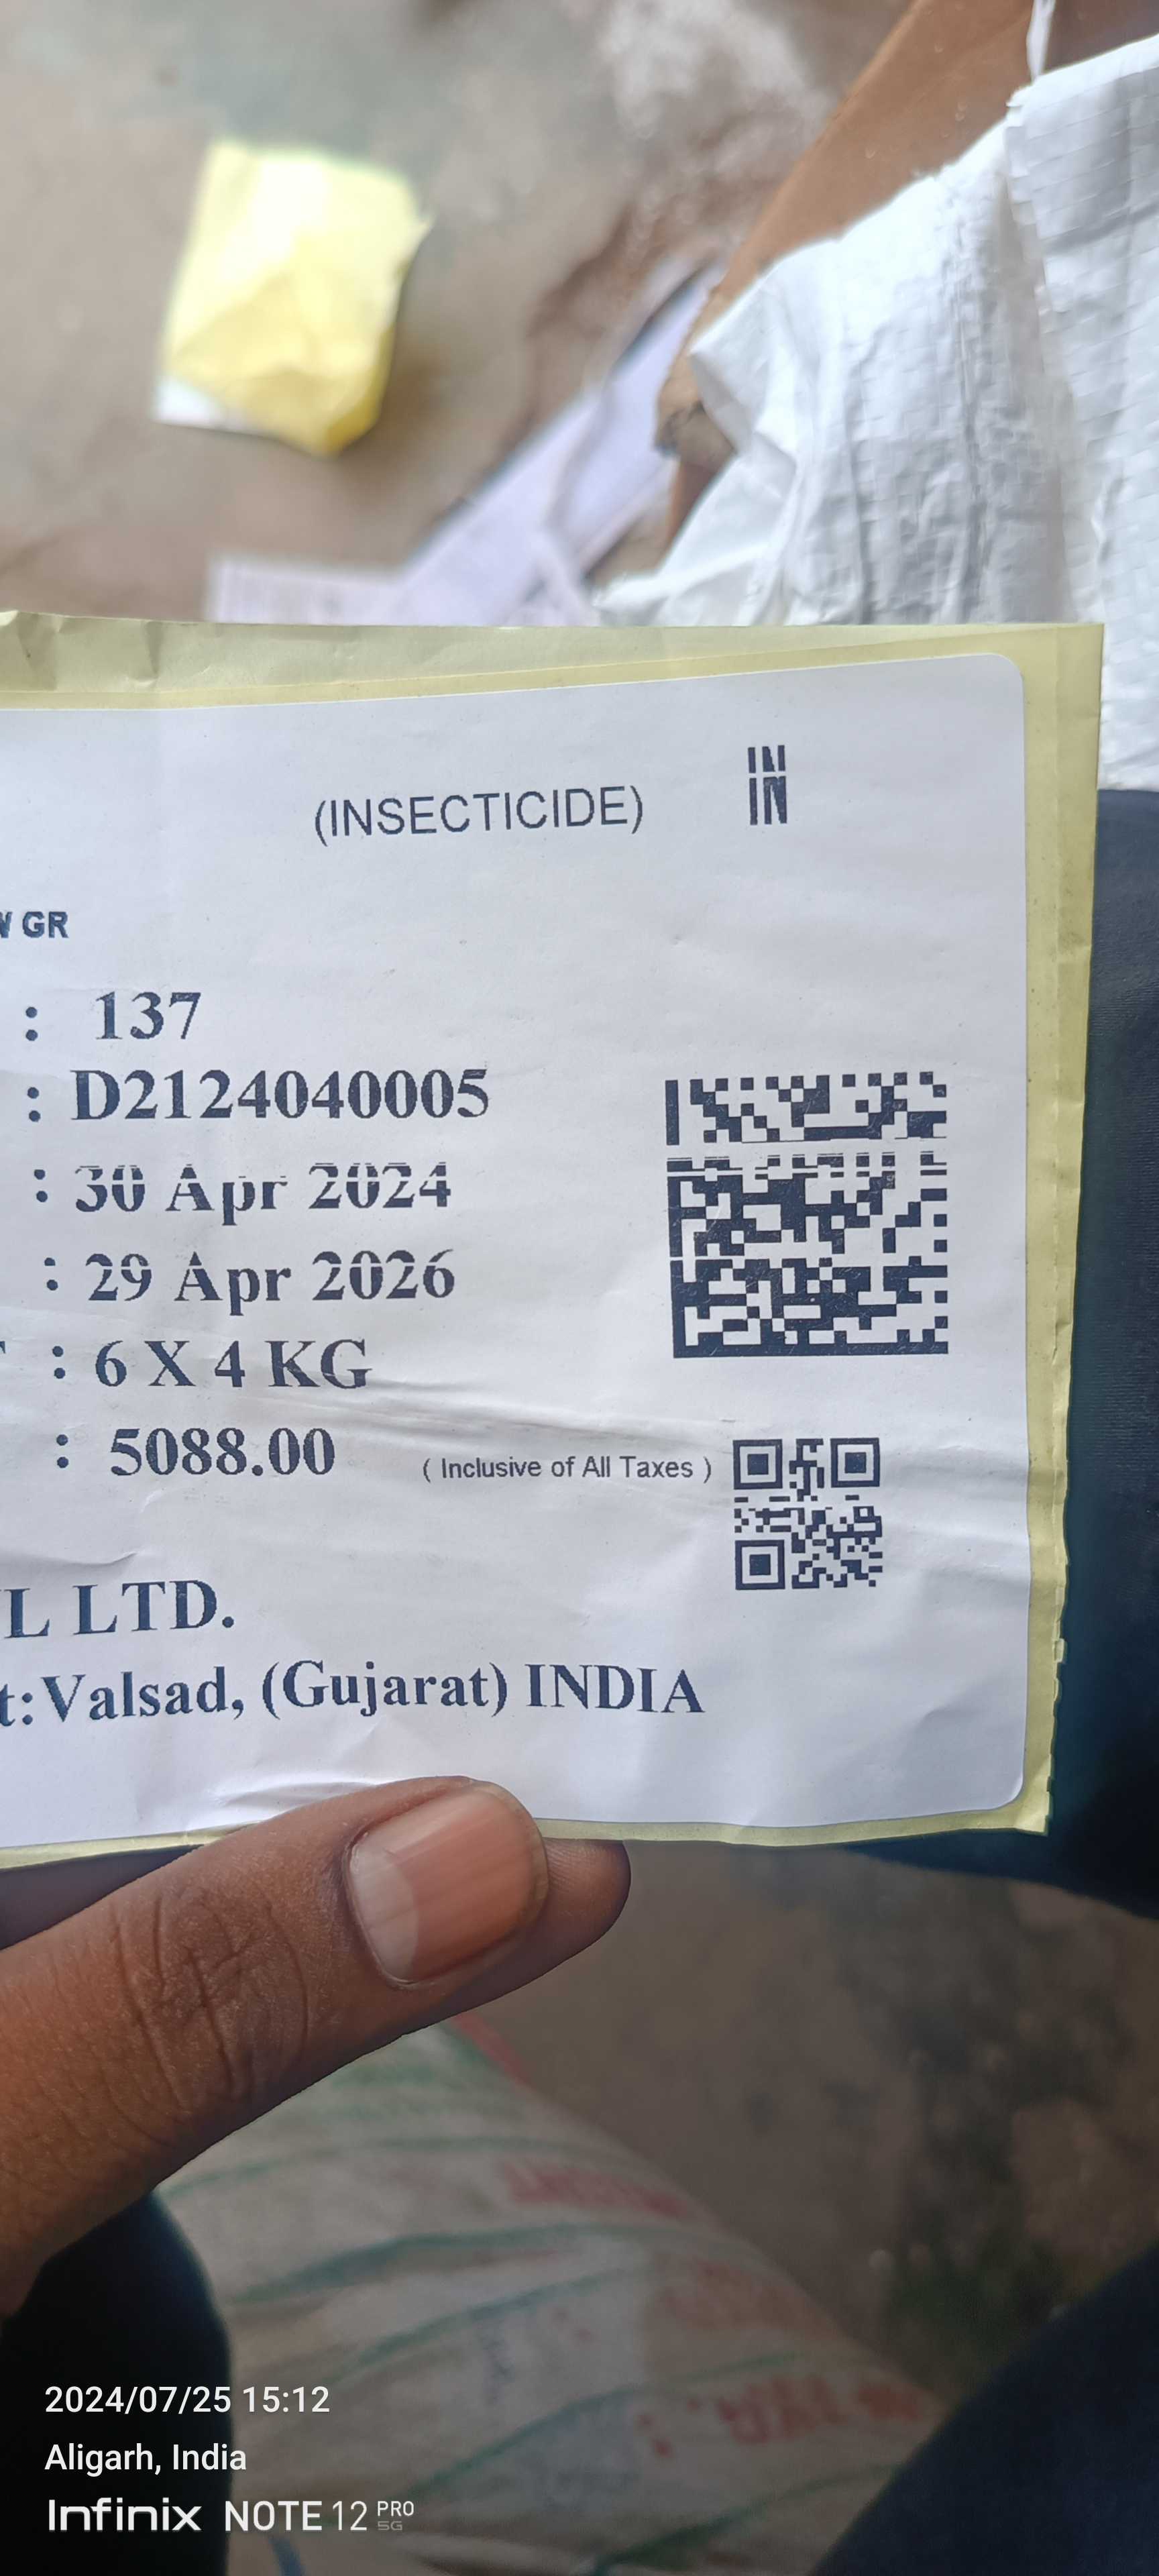 (INSECTICIDE) IN
GR
: 137
: D2124040005
: 30 Apr 2024
: 29 Apr 2026
: 6 X 4 KG
: 5088.00 ( Inclusive of All Taxes )
L LTD.
t: Valsad, (Gujarat) INDIA
2024/07/25 15:12
Aligarh, India
Infinix NOTE 12 PRO 5G